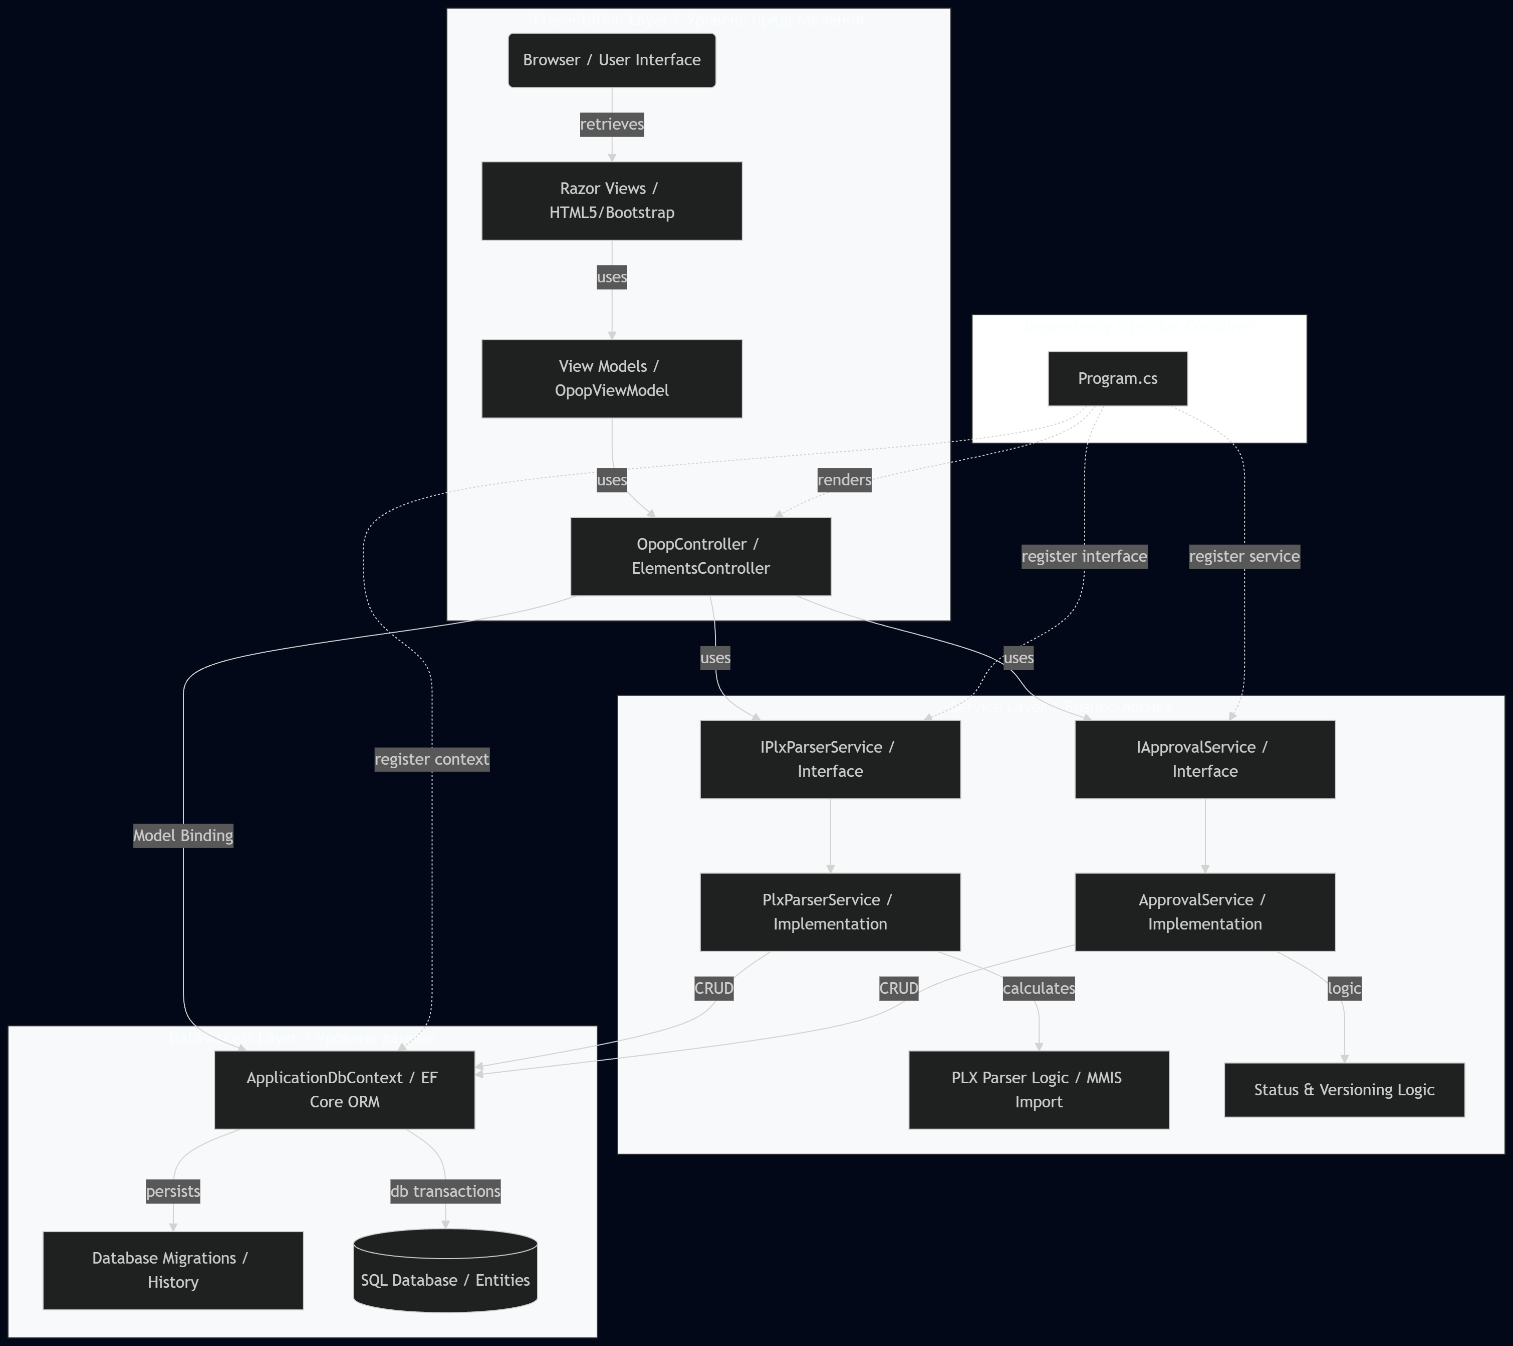 Browser / User Interface
retrieves
Razor Views /
HTML5/Bootstrap
uses
View Models /
OpopViewModel
Program.cs
uses
renders
OpopController /
ElementsController
register interface
register service
uses
uses
IPlxParserService /
Interface
IApprovalService /
Interface
register context
Model Binding
PlxParserService /
Implementation
ApprovalService /
Implementation
CRUD
CRUD
calculates
logic
ApplicationDbContext / EF
Core ORM
PLX Parser Logic / MMIS
Import
Status & Versioning Logic
persists
db transactions
Database Migrations /
History
SQL Database / Entities